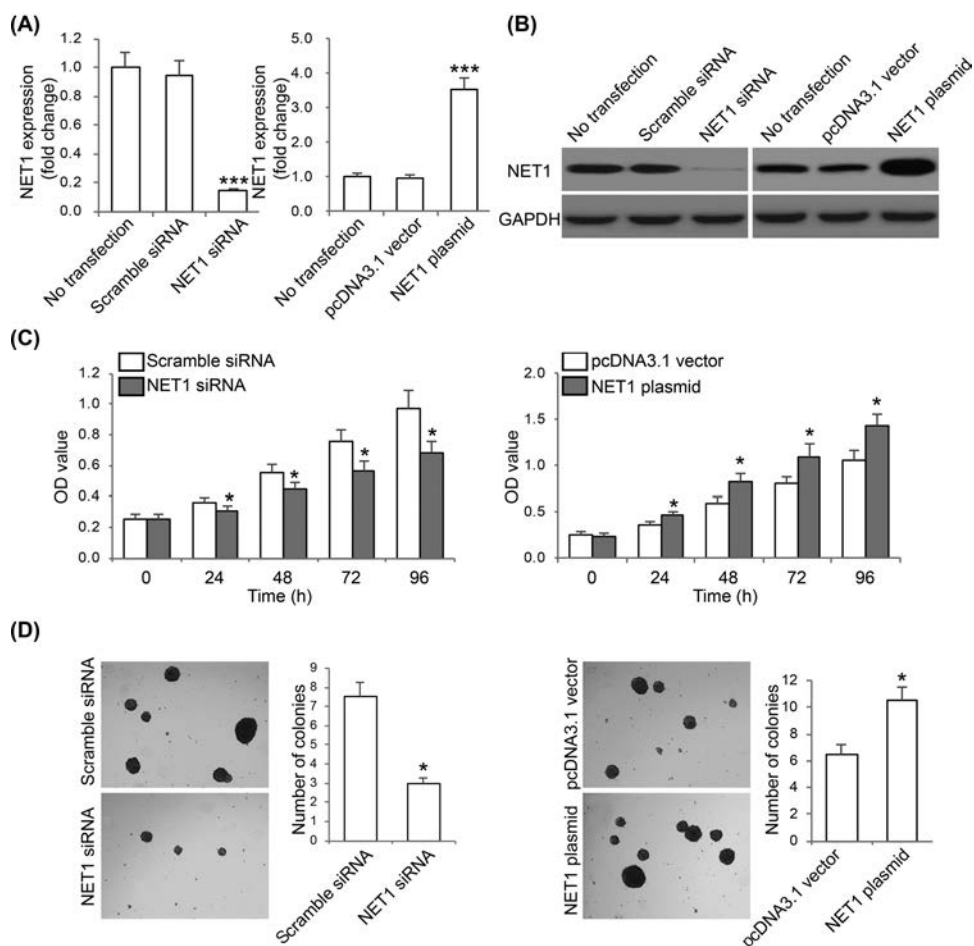 (A)
NET1 expression
(fold change)
1.2
1.0
0.8
0.6
0.4
0.2
0.0
***
No transfection
Scramble siRNA
NET1 siRNA
NET1 expression
(fold change)
5.0
4.0
3.0
2.0
1.0
0.0
***
No transfection
pcDNA3.1 vector
NET1 plasmid
(B)
No transfection
Scramble siRNA
NET1 siRNA
No transfection
pcDNA3.1 vector
NET1 plasmid
NET1
GAPDH
(C)
Scramble siRNA
NET1 siRNA
OD value
1.2
1.0
0.8
0.6
0.4
0.2
0.0
* * * *
0 24 48 72 96
Time (h)
pcDNA3.1 vector
NET1 plasmid
OD value
2.0
1.5
1.0
0.5
0.0
* * * *
0 24 48 72 96
Time (h)
(D)
Scramble siRNA
NET1 siRNA
Number of colonies
9
8
7
6
5
4
3
2
1
0
*
Scramble siRNA
NET1 siRNA
pcDNA3.1 vector
NET1 plasmid
Number of colonies
12
10
8
6
4
2
0
*
pcDNA3.1 vector
NET1 plasmid